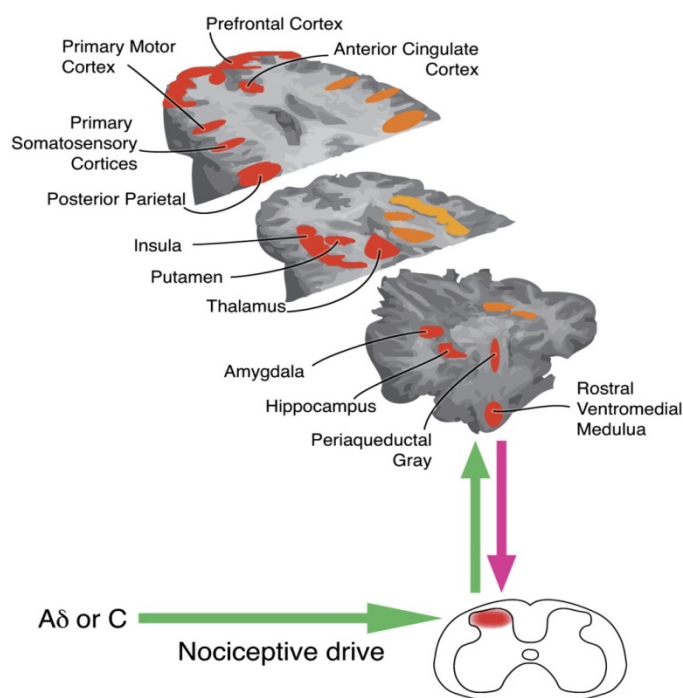 Prefrontal Cortex
Primary Motor
Cortex
Anterior Cingulate
Cortex
Primary
Somatosensory
Cortices
Posterior Parietal
Insula
Putamen
Thalamus
Amygdala
Hippocampus
Periaqueductal
Gray
Rostral
Ventromedial
Medulua
Aδ or C
Nociceptive drive